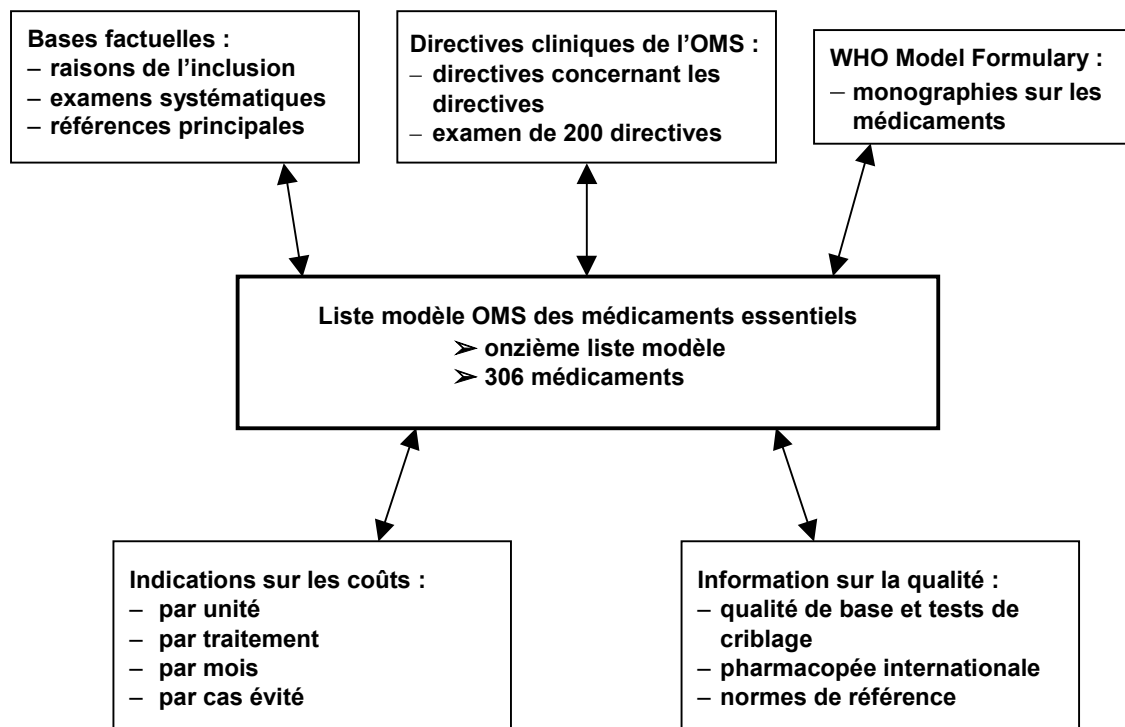 Bases factuelles :
– raisons de l’inclusion
– examens systématiques
– références principales
Directives cliniques de l’OMS :
– directives concernant les
directives
– examen de 200 directives
WHO Model Formulary :
– monographies sur les
médicaments
Liste modèle OMS des médicaments essentiels
➢ onzième liste modèle
➢ 306 médicaments
Indications sur les coûts :
– par unité
– par traitement
– par mois
– par cas évité
Information sur la qualité :
– qualité de base et tests de
criblage
– pharmacopée internationale
– normes de référence